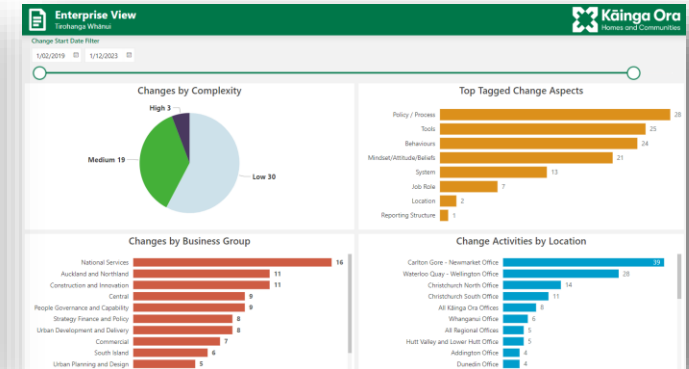 Enterprise View
Tirohanga Whānui
Kāinga Ora
Homes and Communities
Change Start Date Filter
1/02/2019
1/12/2023
Changes by Complexity
High 3
Medium 19
Low 30
Top Tagged Change Aspects
Policy / Process 28
Tools 25
Behaviours 24
Mindset/Attitude/Beliefs 21
System 13
Job Role 7
Location 2
Reporting Structure 1
Changes by Business Group
National Services 16
Auckland and Northland 11
Construction and Innovation 11
Central 9
People Governance and Capability 9
Strategy Finance and Policy 8
Urban Development and Delivery 8
Commercial 7
South Island 6
Urban Planning and Design 5
Change Activities by Location
Carlton Gore - Newmarket Office 39
Waterloo Quay - Wellington Office 28
Christchurch North Office 14
Christchurch South Office 11
All Kāinga Ora Offices 8
Whanganui Office 6
All Regional Offices 5
Hutt Valley and Lower Hutt Office 5
Addington Office 4
Dunedin Office 4